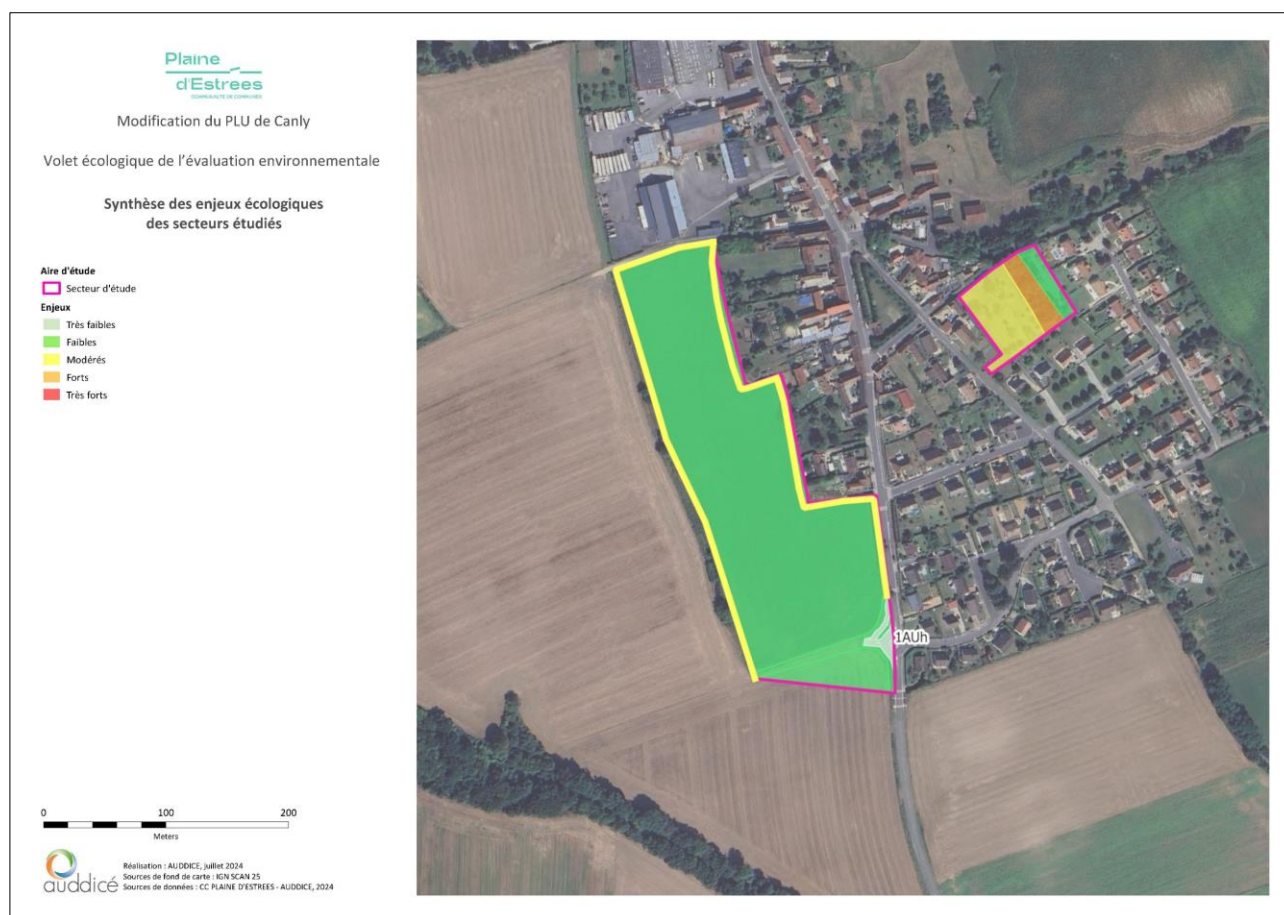 Plaine
d'Estrees
COMMUNAUTÉ DE COMMUNES
Modification du PLU de Canly
Volet écologique de l'évaluation environnementale
Synthèse des enjeux écologiques
des secteurs étudiés
Aire d'étude
Secteur d'étude
Enjeux
Très faibles
Faibles
Modérés
Forts
Très forts
1AUh
0 100 200
Meters
auddicé
Réalisation : AUDDICE, juillet 2024
Sources de fond de carte : IGN SCAN 25
Sources de données : CC PLAINE D'ESTREES - AUDDICE, 2024